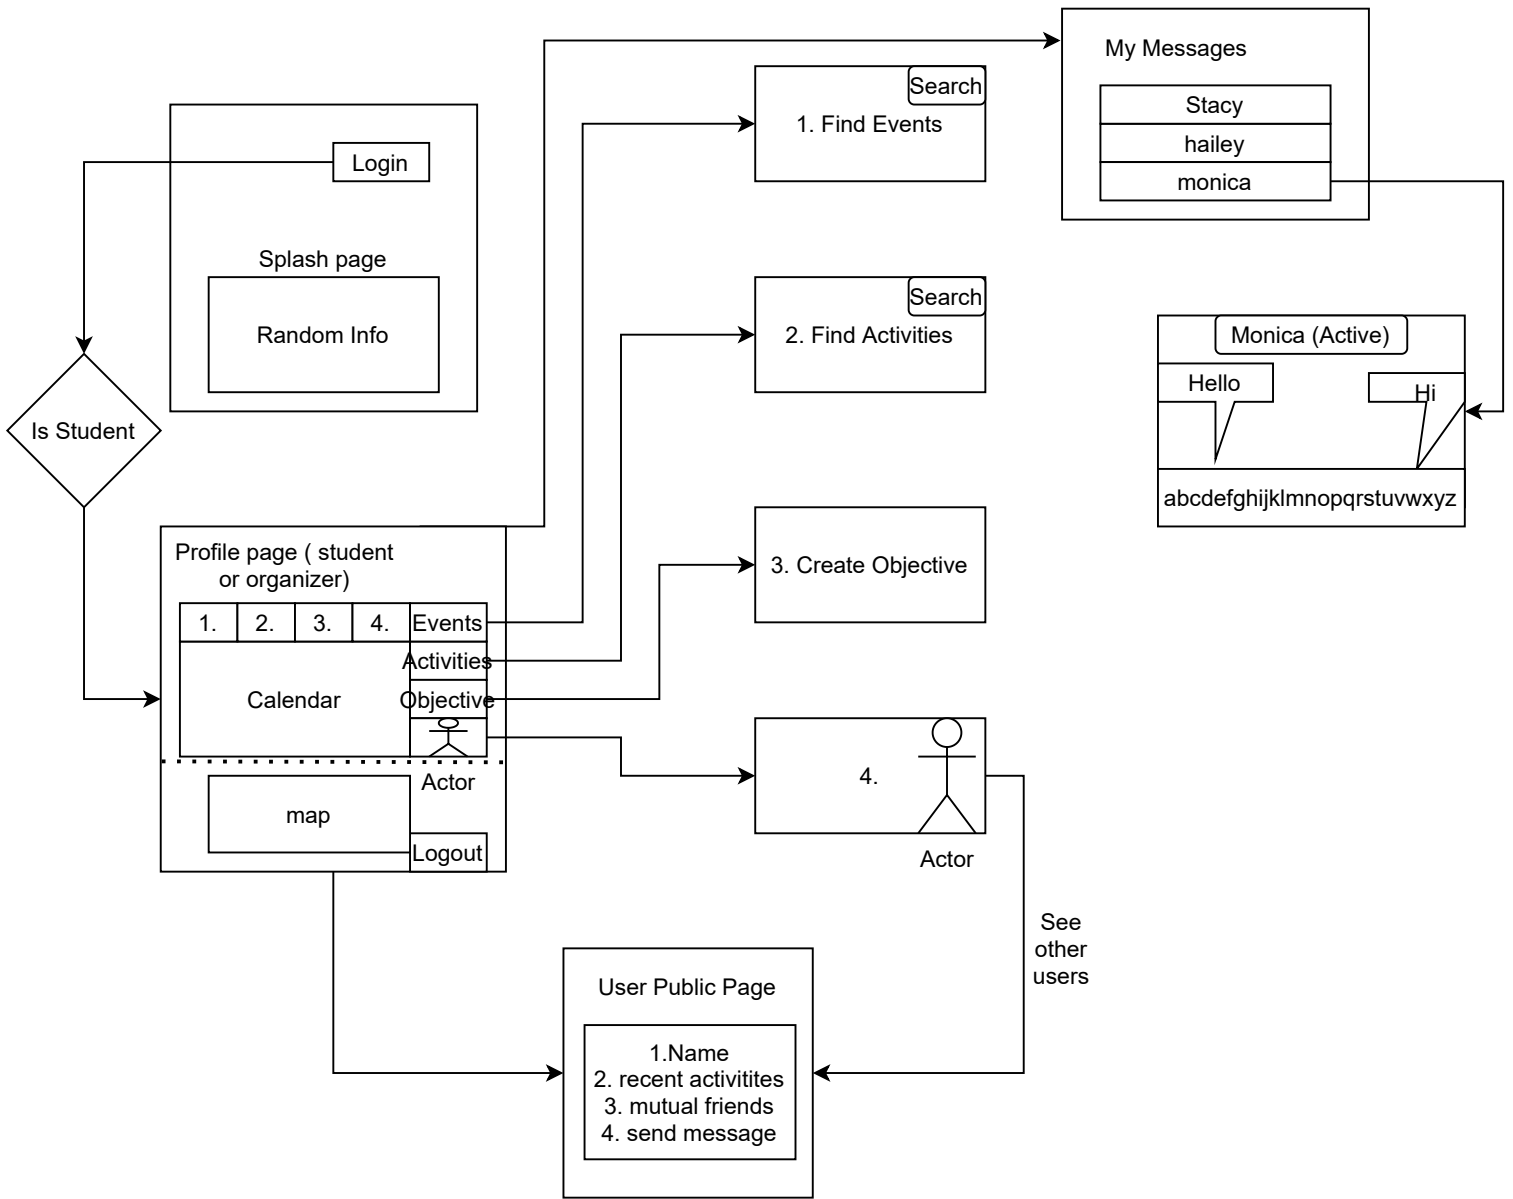 Login
Splash page
Random Info
Is Student
Profile page ( student
or organizer)
1.
2.
3.
4.
Events
Activities
Objective
Calendar
Actor
map
Logout
Search
1. Find Events
Search
2. Find Activities
3. Create Objective
4.
Actor
See
other
users
User Public Page
1.Name
2. recent activitites
3. mutual friends
4. send message
My Messages
Stacy
hailey
monica
Monica (Active)
Hello
Hi
abcdefghijklmnopqrstuvwxyz